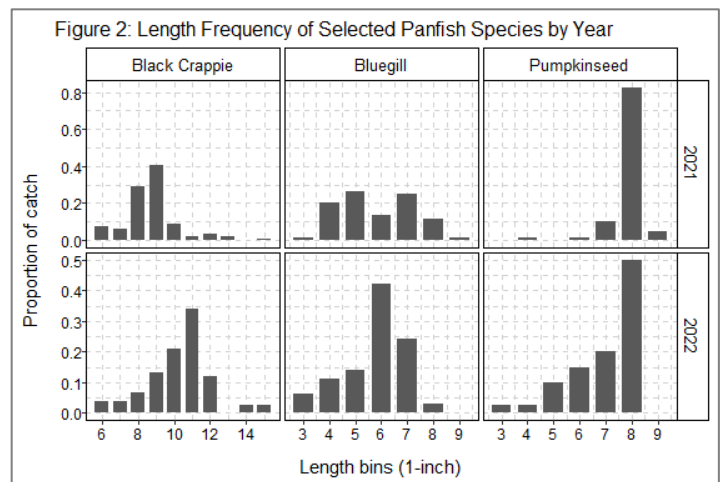 Figure 2: Length Frequency of Selected Panfish Species by Year
Black Crappie Bluegill Pumpkinseed
Proportion of catch
0.8
0.6
0.4
0.2
0.0
2021
0.5
0.4
0.3
0.2
0.1
0.0
2022
6 8 10 12 14 3 4 5 6 7 8 9 3 4 5 6 7 8 9
Length bins (1-inch)